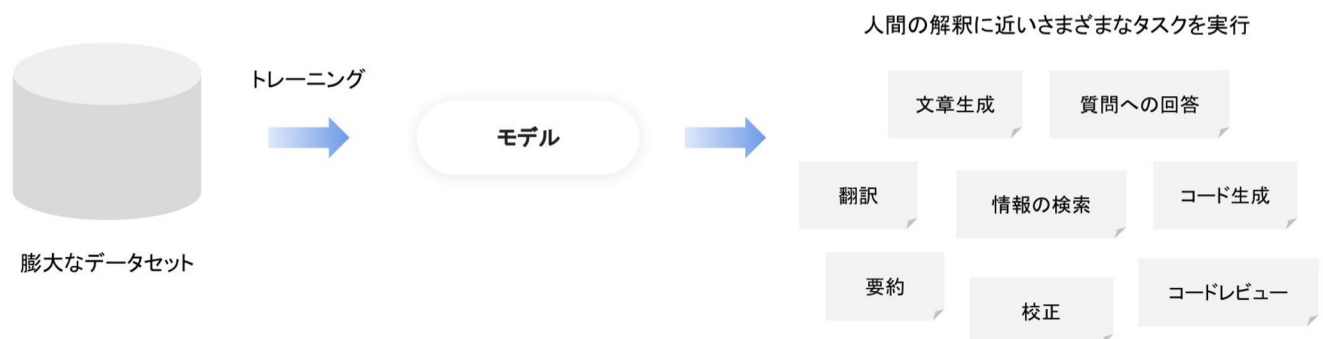 人間の解釈に近いさまざまなタスクを実行
トレーニング
モデル
膨大なデータセット
文章生成
質問への回答
翻訳
情報の検索
コード生成
要約
校正
コードレビュー